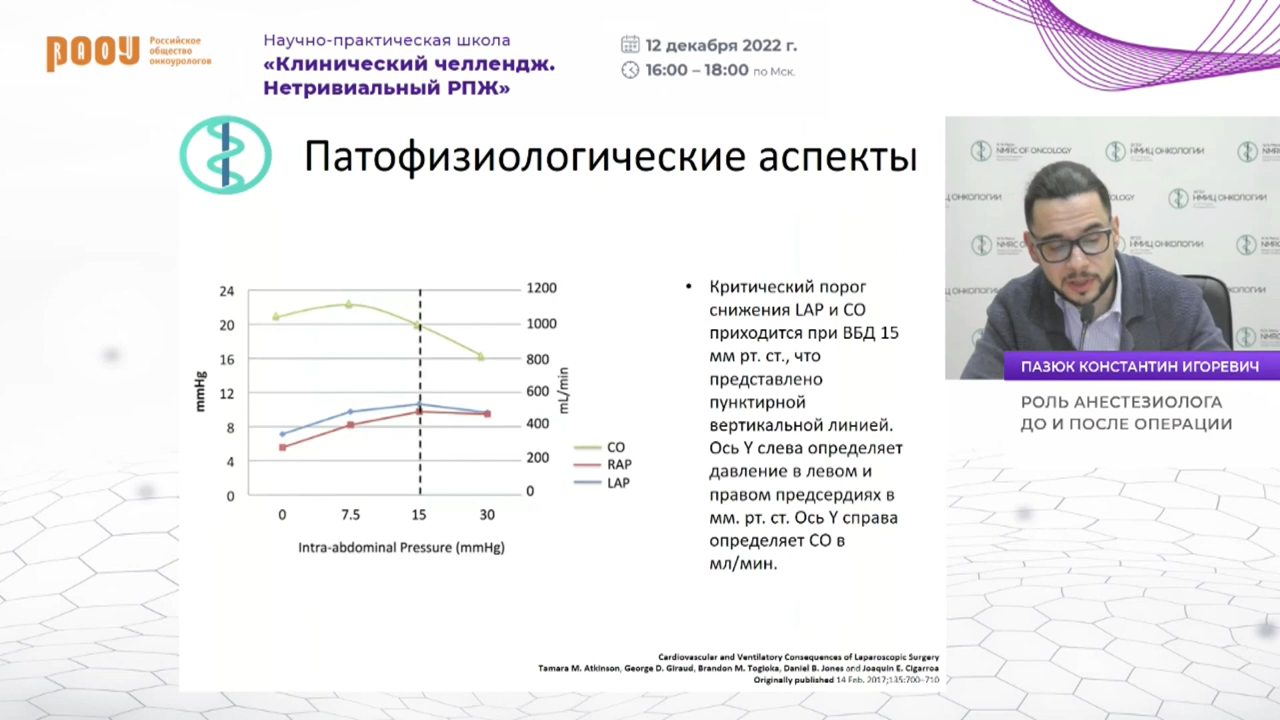 РАОУ
Российское
общество
онкоурологов
Научно-практическая школа
«Клинический челлендж.
Нетривиальный РПЖ»
12 декабря 2022 г.
16:00 – 18:00 по Мск.
Патофизиологические аспекты
24
20
16
12
8
4
0
mmHg
1200
1000
800
600
400
200
0
mL/min
0
7.5
15
30
Intra-abdominal Pressure (mmHg)
CO
RAP
LAP
• Критический порог
снижения LAP и CO
приходится при ВБД 15
мм рт. ст., что
представлено
пунктирной
вертикальной линией.
Ось Y слева определяет
давление в левом и
правом предсердиях в
мм. рт. ст. Ось Y справа
определяет CO в
мл/мин.
Cardiovascular and Ventilatory Consequences of Laparoscopic Surgery
Tamara M. Atkinson, George D. Giraud, Brandon M. Togioka, Daniel B. Jones and Joaquin E. Cigarroa
Originally published 14 Feb. 2017;135:700–710
NMRC OF ONCOLOGY
НМИЦ ОНКОЛОГИИ
NMRC
НМИЦ ОНКОЛОГИИ
НМИЦ ОНКОЛОГИИ
ПАЗЮК КОНСТАНТИН ИГОРЕВИЧ
РОЛЬ АНЕСТЕЗИОЛОГА
ДО И ПОСЛЕ ОПЕРАЦИИ